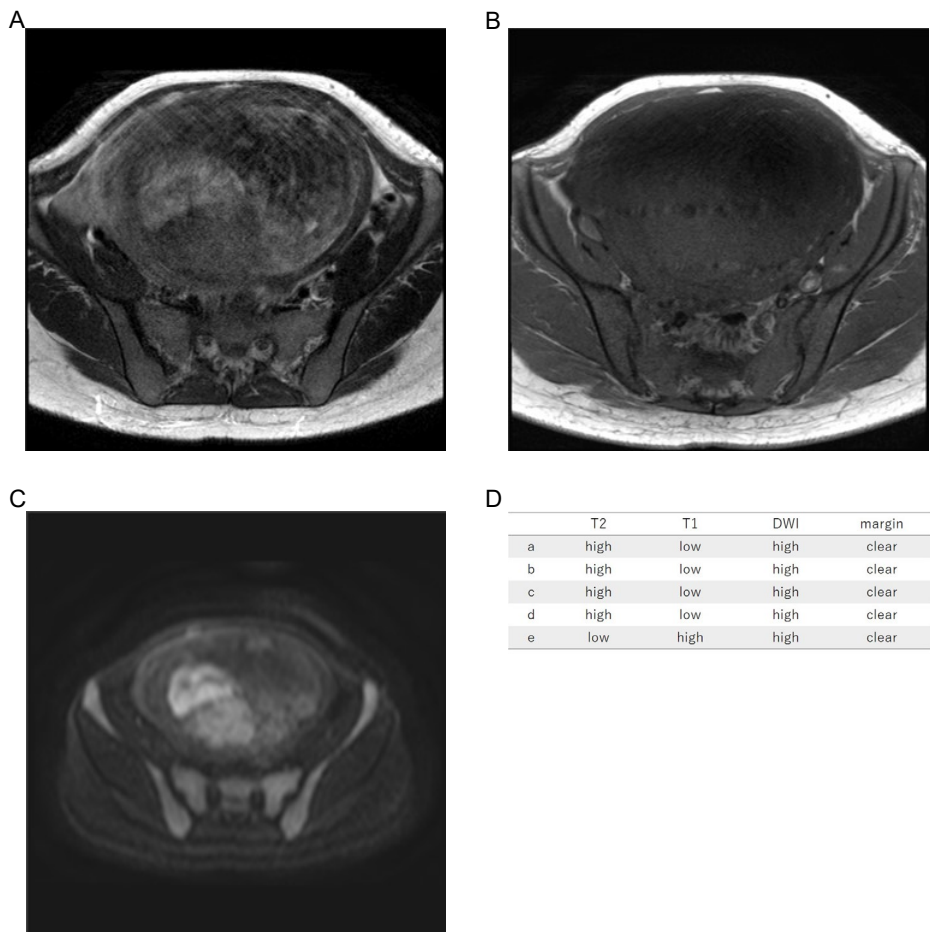 A
B
C
D
T2 T1 DWI margin
a high low high clear
b high low high clear
c high low high clear
d high low high clear
e low high high clear